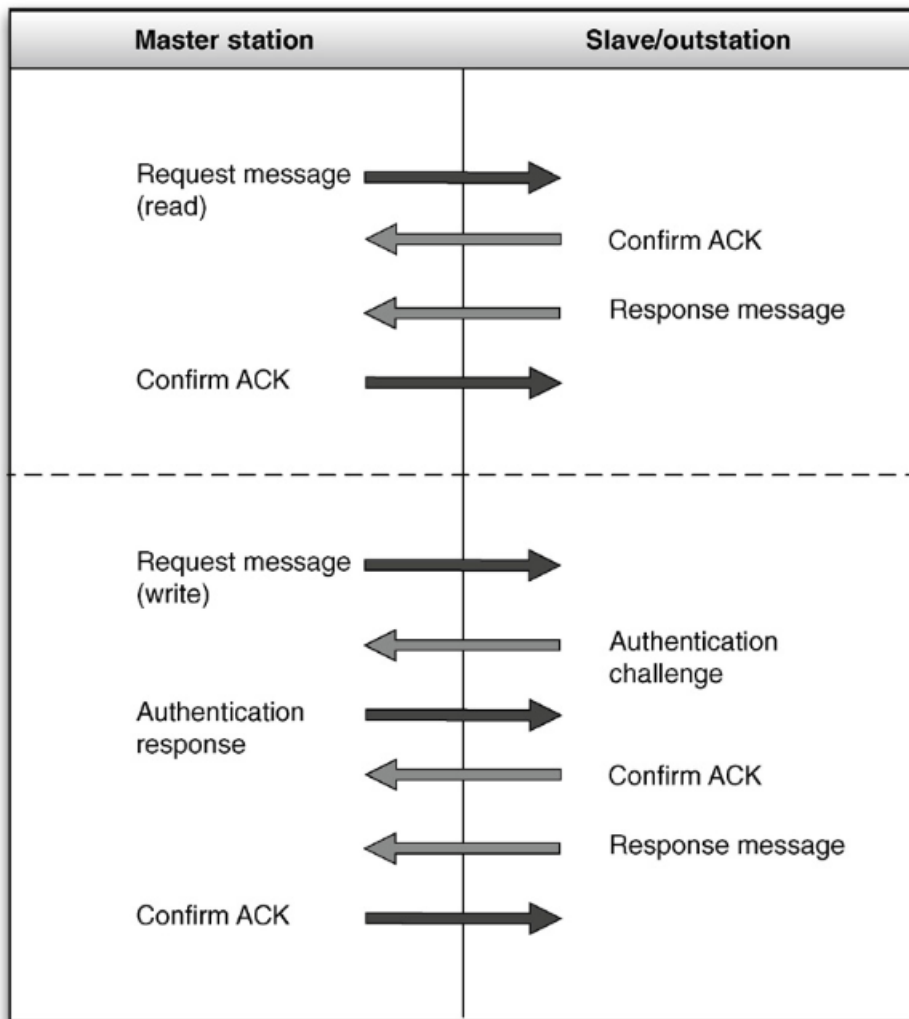 Master station
Slave/outstation
Request message
(read)
Confirm ACK
Response message
Confirm ACK
Request message
(write)
Authentication
challenge
Authentication
response
Confirm ACK
Response message
Confirm ACK